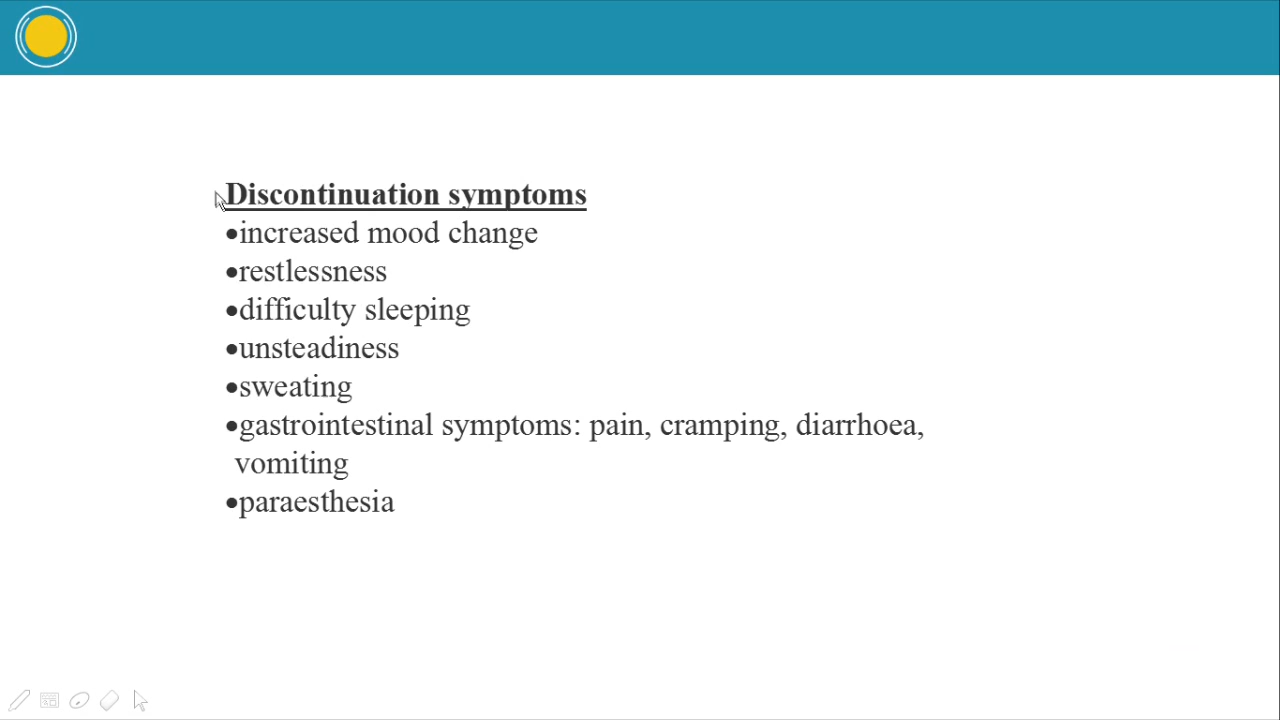 Discontinuation symptoms
•increased mood change
•restlessness
•difficulty sleeping
•unsteadiness
•sweating
•gastrointestinal symptoms: pain, cramping, diarrhoea,
vomiting
•paraesthesia